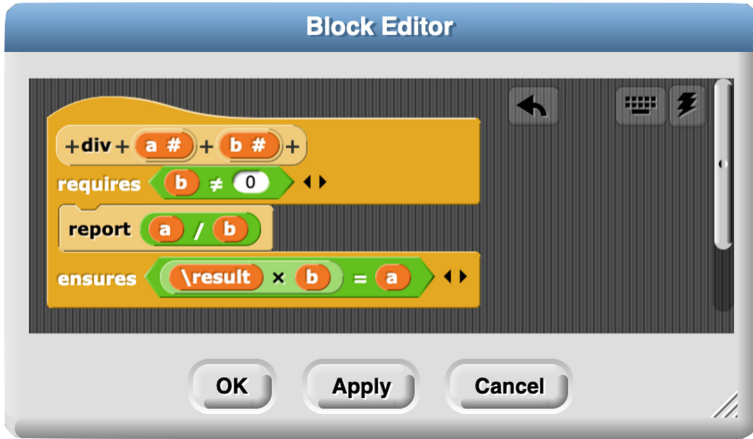 Block Editor
+div+ a # + b # +
requires b ≠ 0
report a / b
ensures \result × b = a
OK Apply Cancel